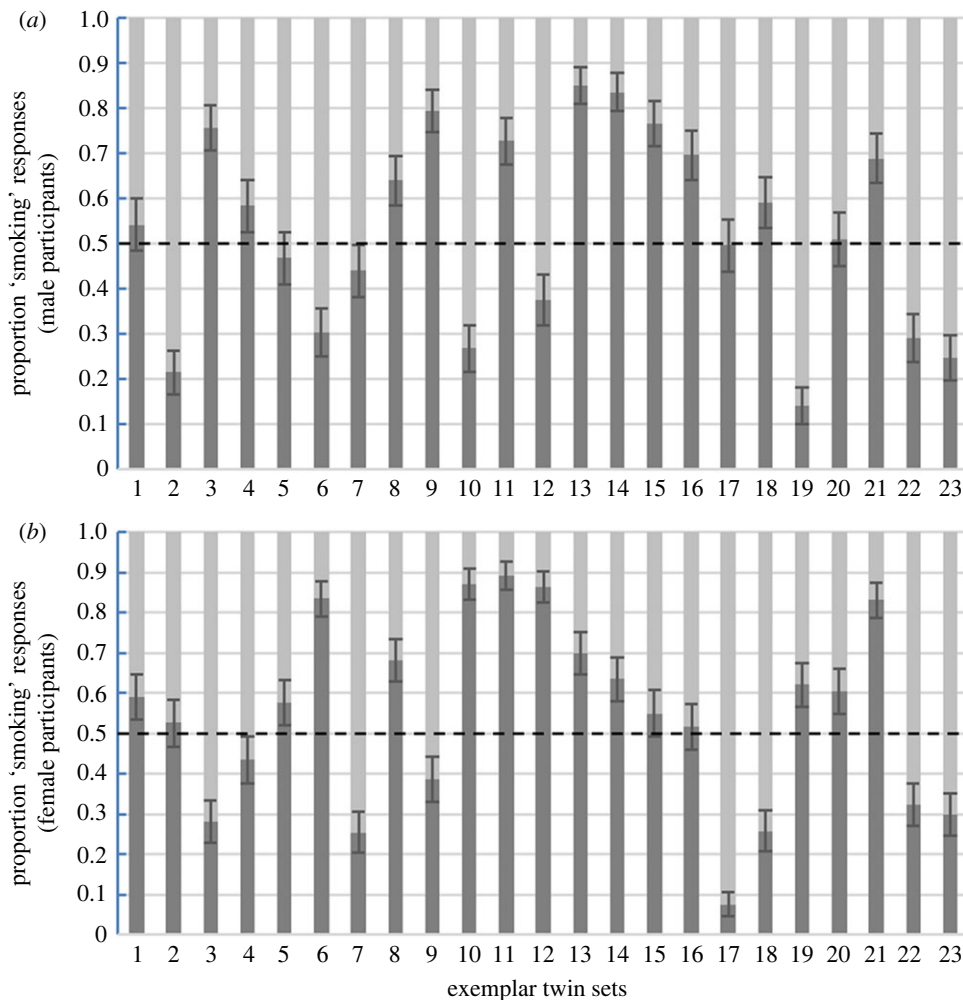 (a)
proportion ‘smoking’ responses
(male participants)
1.0
0.9
0.8
0.7
0.6
0.5
0.4
0.3
0.2
0.1
0
1 2 3 4 5 6 7 8 9 10 11 12 13 14 15 16 17 18 19 20 21 22 23
(b)
proportion ‘smoking’ responses
(female participants)
1.0
0.9
0.8
0.7
0.6
0.5
0.4
0.3
0.2
0.1
0
1 2 3 4 5 6 7 8 9 10 11 12 13 14 15 16 17 18 19 20 21 22 23
exemplar twin sets